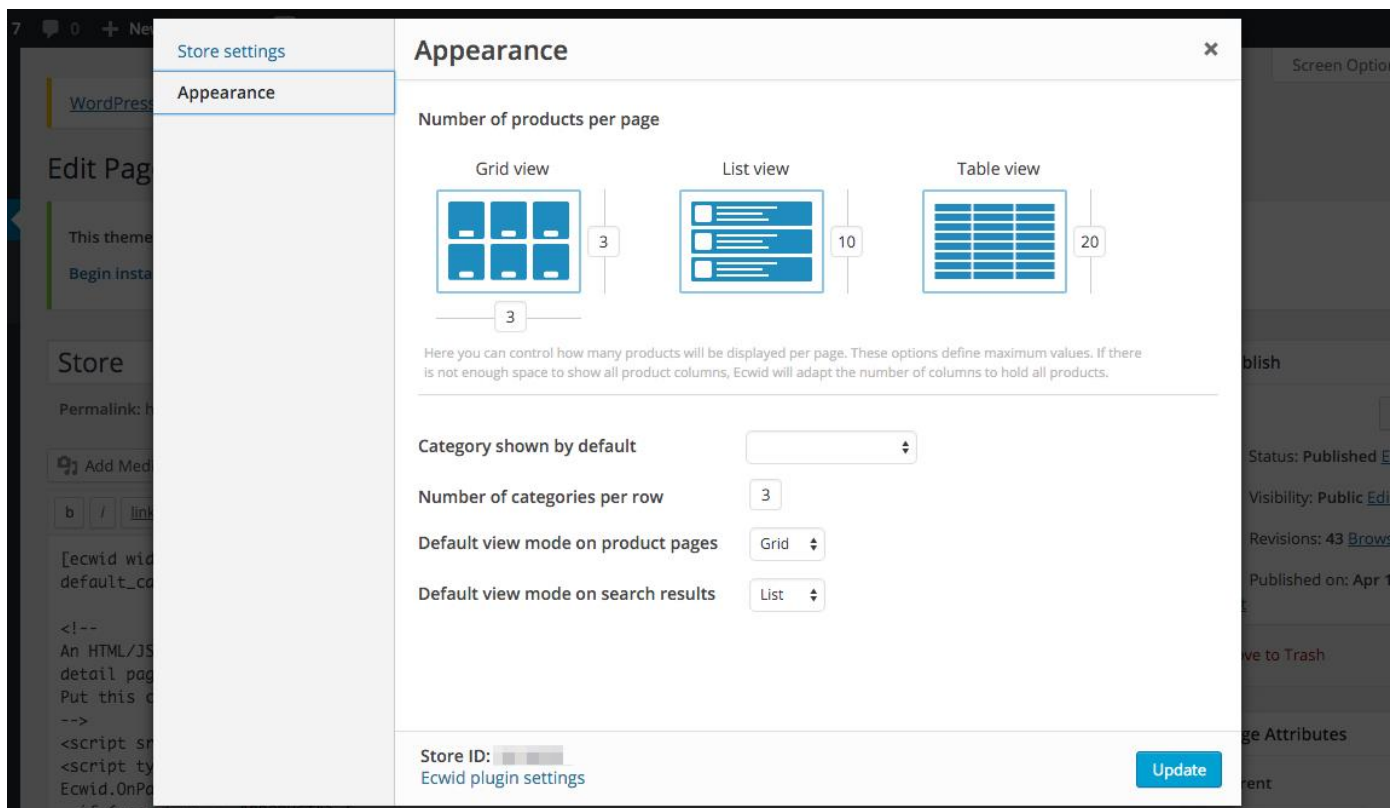 7 0 + Ne
Screen Optio
Store settings
Appearance
Appearance
×
WordPress
Edit Pag
This theme
Begin insta
Store
Permalink: h
Add Med
b i link
[ecwid wid
default_ca
<!--
An HTML/JS
detail pag
Put this c
-->
<script sr
<script ty
Ecwid.OnPa
Number of products per page
Grid view List view Table view
3 10 20
3
Here you can control how many products will be displayed per page. These options define maximum values. If there
is not enough space to show all product columns, Ecwid will adapt the number of columns to hold all products.
Category shown by default
Number of categories per row 3
Default view mode on product pages Grid
Default view mode on search results List
Store ID:
Ecwid plugin settings
Update
blish
Status: Published E
Visibility: Public Edi
Revisions: 43 Brows
Published on: Apr 1
ve to Trash
ge Attributes
rent